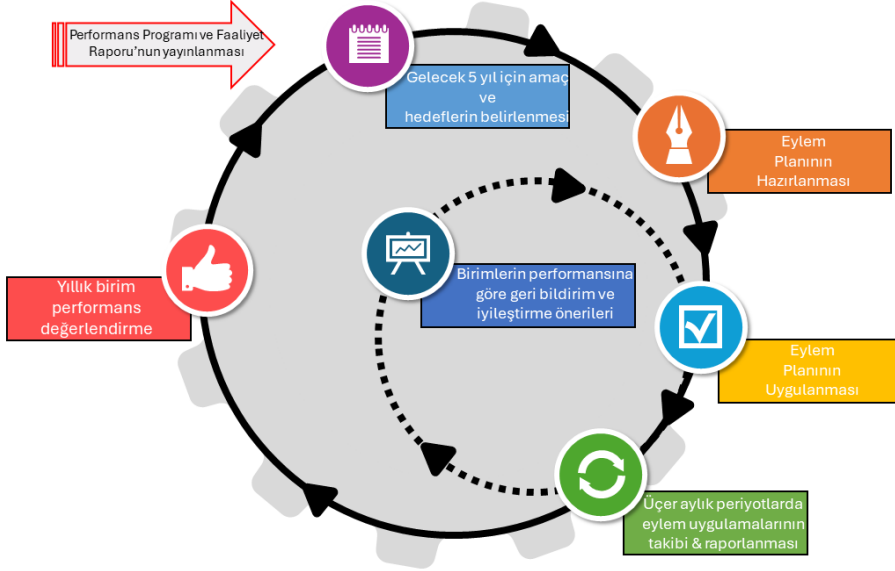 Performans Programı ve Faaliyet
Raporu’nun yayınlanması
Gelecek 5 yıl için amaç
ve
hedeflerin belirlenmesi
Eylem
Planının
Hazırlanması
Birimlerin performansına
göre geri bildirim ve
iyileştirme önerileri
Yıllık birim
performans
değerlendirme
Eylem
Planının
Uygulanması
Üçer aylık periyotlarda
eylem uygulamalarının
takibi & raporlanması